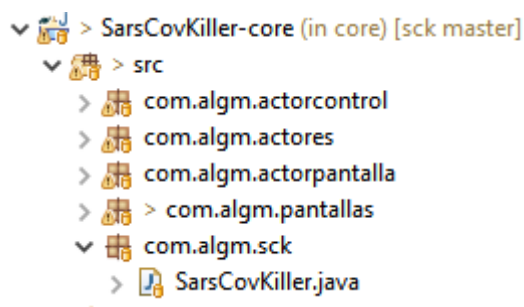 > SarsCovKiller-core (in core) [sck master]
> src
com.algm.actorcontrol
com.algm.actores
com.algm.actorpantalla
> com.algm.pantallas
com.algm.sck
SarsCovKiller.java